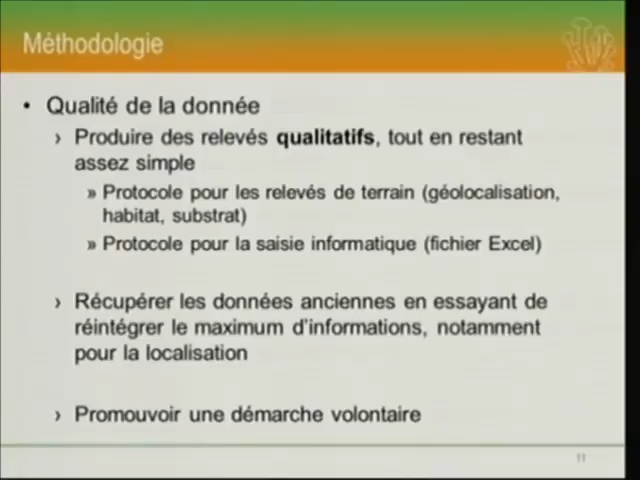 Méthodologie
• Qualité de la donnée
› Produire des relevés qualitatifs, tout en restant
assez simple
» Protocole pour les relevés de terrain (géolocalisation,
habitat, substrat)
» Protocole pour la saisie informatique (fichier Excel)
› Récupérer les données anciennes en essayant de
réintégrer le maximum d'informations, notamment
pour la localisation
› Promouvoir une démarche volontaire
11